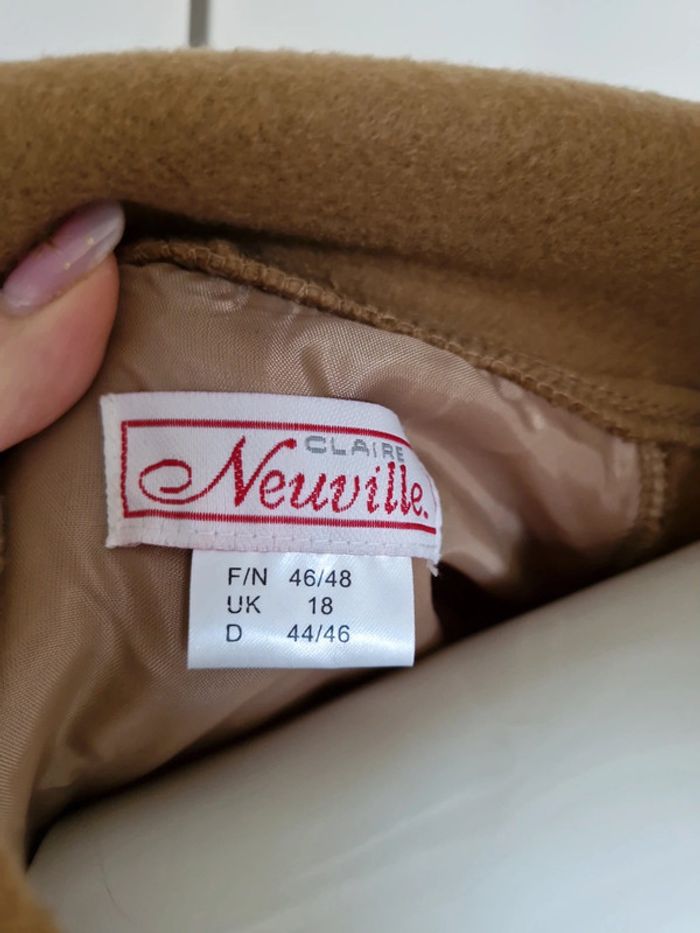 CLAIRE
Neuville.
F/N 46/48
UK 18
D 44/46